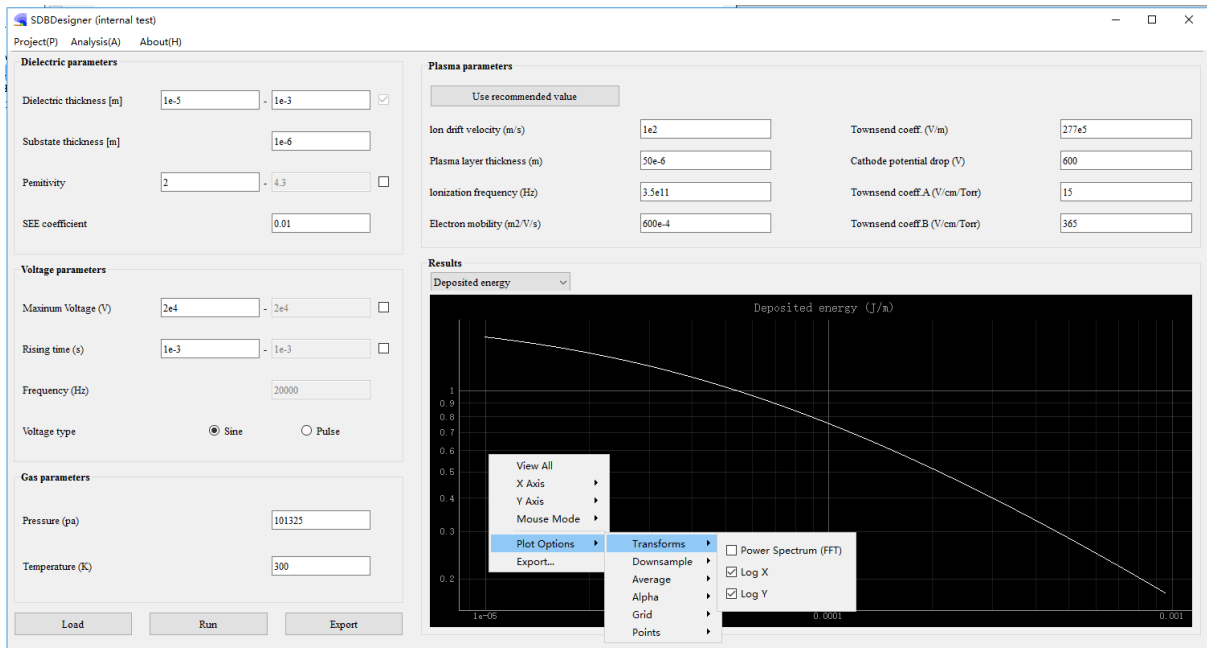 SDBDesigner (internal test)
Project(P) Analysis(A) About(H)
Dielectric parameters
Dielectric thickness [m] 1e-5 - 1e-3
Substate thickness [m] 1e-6
Pemitivity 2 - 4.3
SEE coefficient 0.01
Voltage parameters
Maxinum Voltage (V) 2e4 - 2e4
Rising time (s) 1e-3 - 1e-3
Frequency (Hz) 20000
Voltage type Sine Pulse
Gas parameters
Pressure (pa) 101325
Temperature (K) 300
Load Run Export
Plasma parameters
Use recommended value
Ion drift velocity (m/s) 1e2 Townsend coeff. (V/m) 277e5
Plasma layer thickness (m) 50e-6 Cathode potential drop (V) 600
Ionization frequency (Hz) 3.5e11 Townsend coeff.A (V/cm/Torr) 15
Electron mobility (m2/V/s) 600e-4 Townsend coeff.B (V/cm/Torr) 365
Results
Deposited energy
Deposited energy (J/m)
1
0.9
0.8
0.7
0.6
0.5
0.4
0.3
0.2
1e-05 0.0001 0.001
View All
X Axis
Y Axis
Mouse Mode
Plot Options
Export...
Transforms
Downsample
Average
Alpha
Grid
Points
Power Spectrum (FFT)
Log X
Log Y